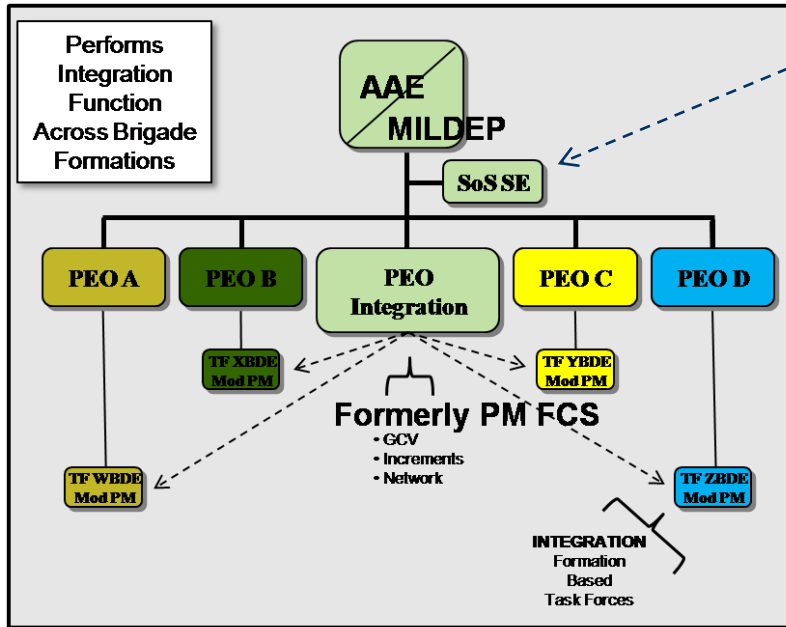 Performs
Integration
Function
Across Brigade
Formations
AAE
MILDEP
SoS SE
PEO A
PEO B
PEO
Integration
PEO C
PEO D
TF XBDE
Mod PM
TF YBDE
Mod PM
Formerly PM FCS
• GCV
• Increments
• Network
TF WBDE
Mod PM
TF ZBDE
Mod PM
INTEGRATION
Formation
Based
Task Forces